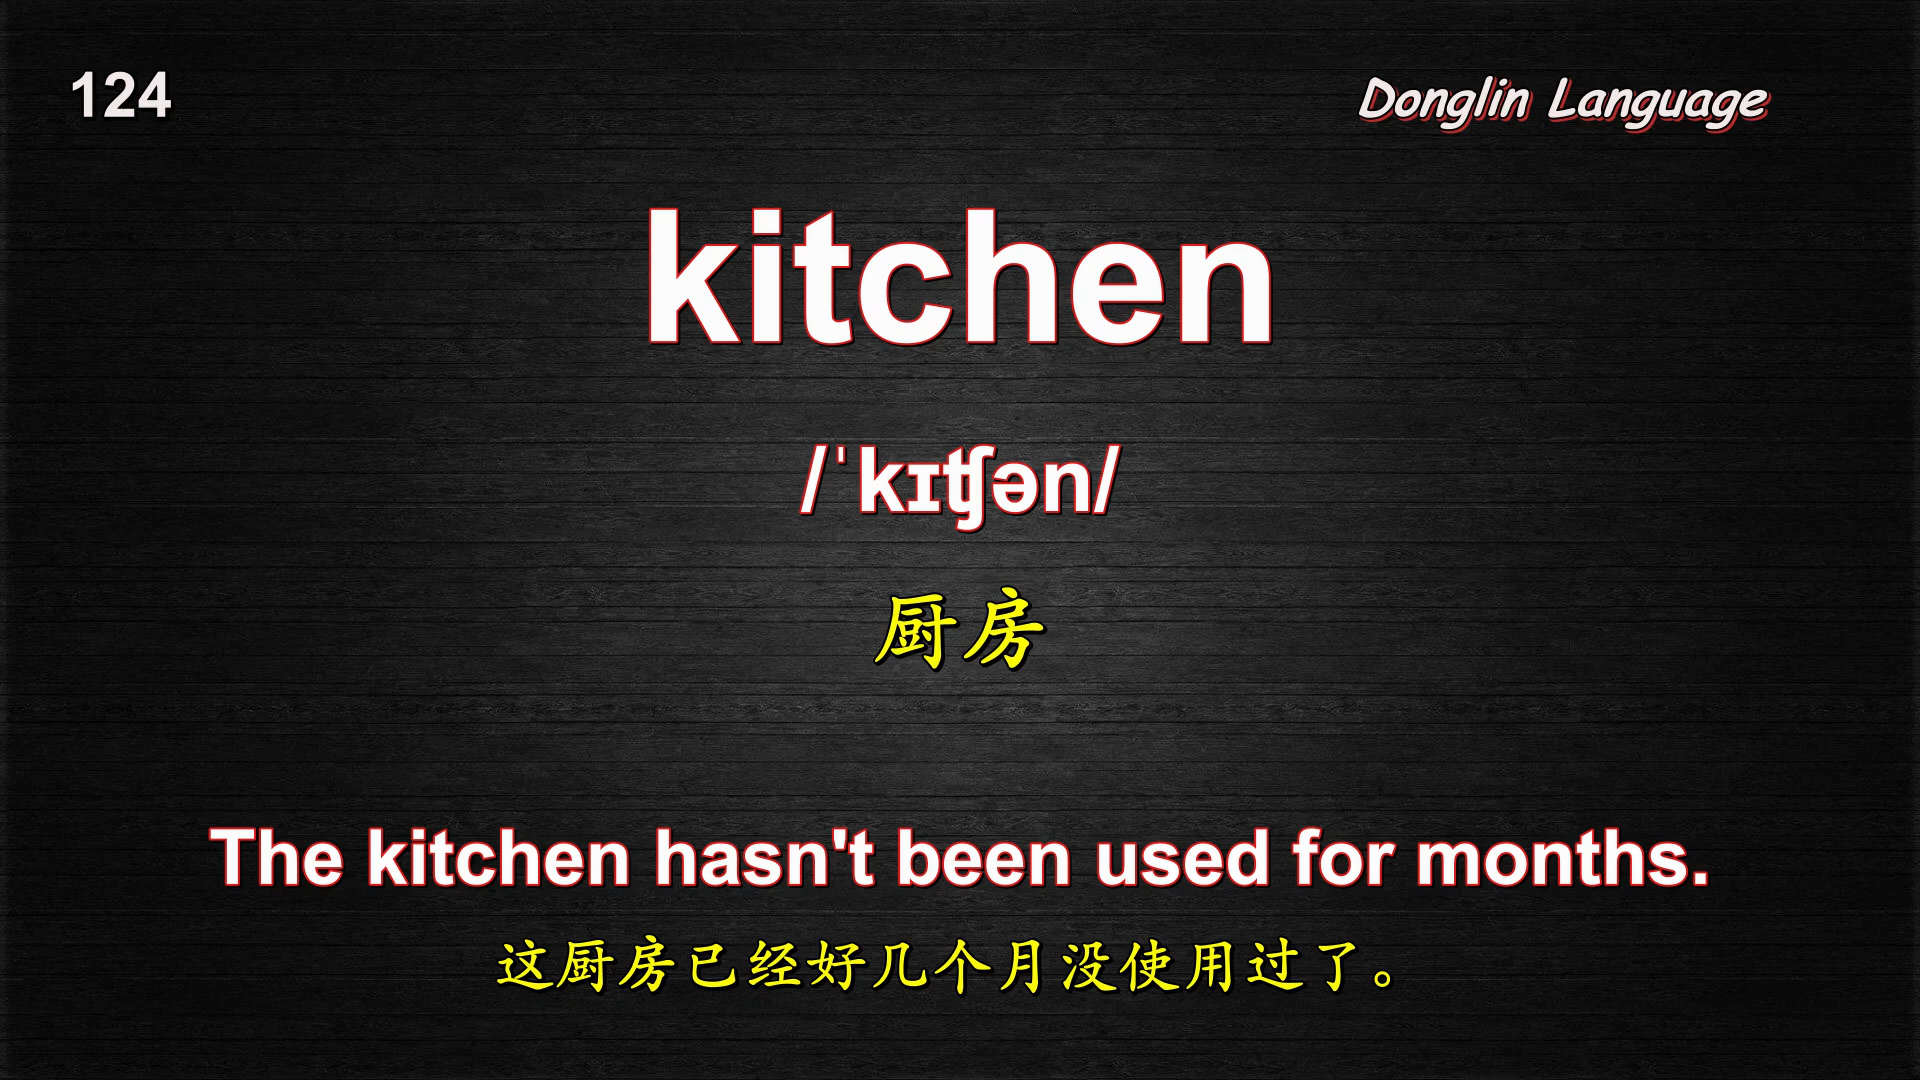 124
Donglin Language
kitchen
/ˈkɪʧən/
厨房
The kitchen hasn't been used for months.
这厨房已经好几个月没使用过了。